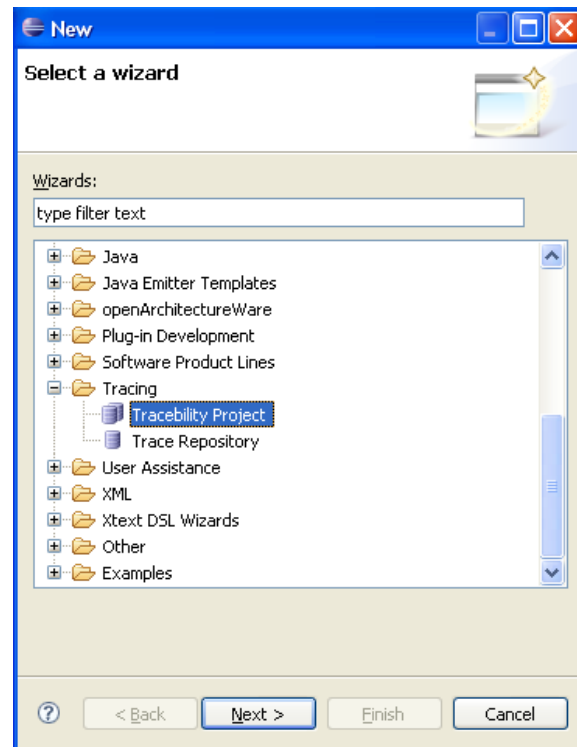 New
Select a wizard
Wizards:
type filter text
Java
Java Emitter Templates
openArchitectureWare
Plug-in Development
Software Product Lines
Tracing
Tracebility Project
Trace Repository
User Assistance
XML
Xtext DSL Wizards
Other
Examples
? < Back Next > Finish Cancel